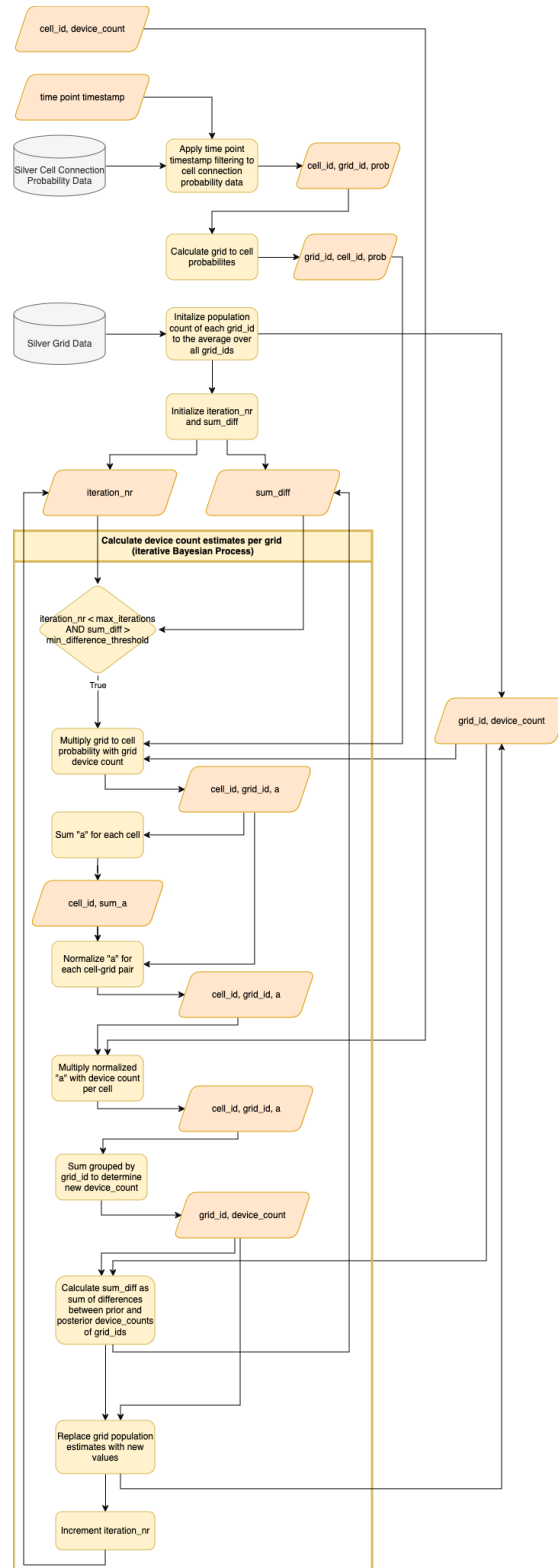 cell_id, device_count
time point timestamp
Silver Cell Connection
Probability Data
Apply time point
timestamp filtering to
cell connection
probability data
cell_id, grid_id, prob
Calculate grid to cell
probabilites
grid_id, cell_id, prob
Silver Grid Data
Initalize population
count of each grid_id
to the average over
all grid_ids
Initialize iteration_nr
and sum_diff
iteration_nr
sum_diff
Calculate device count estimates per grid
(iterative Bayesian Process)
iteration_nr < max_iterations
AND sum_diff >
min_difference_threshold
True
grid_id, device_count
Multiply grid to cell
probability with grid
device count
cell_id, grid_id, a
Sum "a" for each cell
cell_id, sum_a
Normalize "a" for
each cell-grid pair
cell_id, grid_id, a
Multiply normalized
"a" with device count
per cell
cell_id, grid_id, a
Sum grouped by
grid_id to determine
new device_count
grid_id, device_count
Calculate sum_diff as
sum of differences
between prior and
posterior device_counts
of grid_ids
Replace grid population
estimates with new
values
Increment iteration_nr